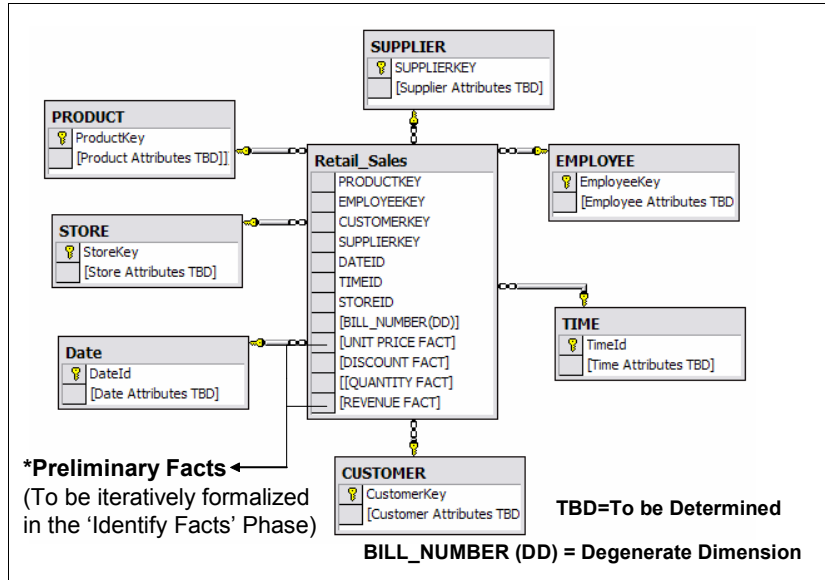 SUPPLIER
SUPPLIERKEY
[Supplier Attributes TBD]
PRODUCT
ProductKey
[Product Attributes TBD]]
Retail_Sales
PRODUCTKEY
EMPLOYEEKEY
CUSTOMERKEY
SUPPLIERKEY
DATEID
TIMEID
STOREID
[BILL_NUMBER(DD)]
[UNIT PRICE FACT]
[DISCOUNT FACT]
[[QUANTITY FACT]
[REVENUE FACT]
EMPLOYEE
EmployeeKey
[Employee Attributes TBD
STORE
StoreKey
[Store Attributes TBD]
TIME
TimeId
[Time Attributes TBD]
Date
DateId
[Date Attributes TBD]
CUSTOMER
CustomerKey
[Customer Attributes TBD
*Preliminary Facts
(To be iteratively formalized
in the ‘Identify Facts’ Phase)
TBD=To be Determined
BILL_NUMBER (DD) = Degenerate Dimension